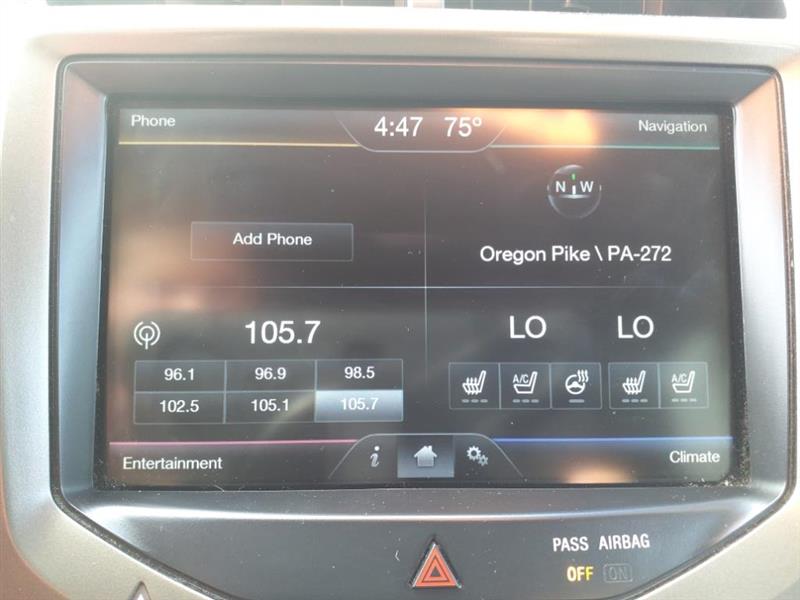 Phone
4:47 75°
Navigation
N W
Add Phone
Oregon Pike \ PA-272
105.7
LO LO
96.1 96.9 98.5
102.5 105.1 105.7
A/C A/C
Entertainment
i
Climate
PASS AIRBAG
OFF ON